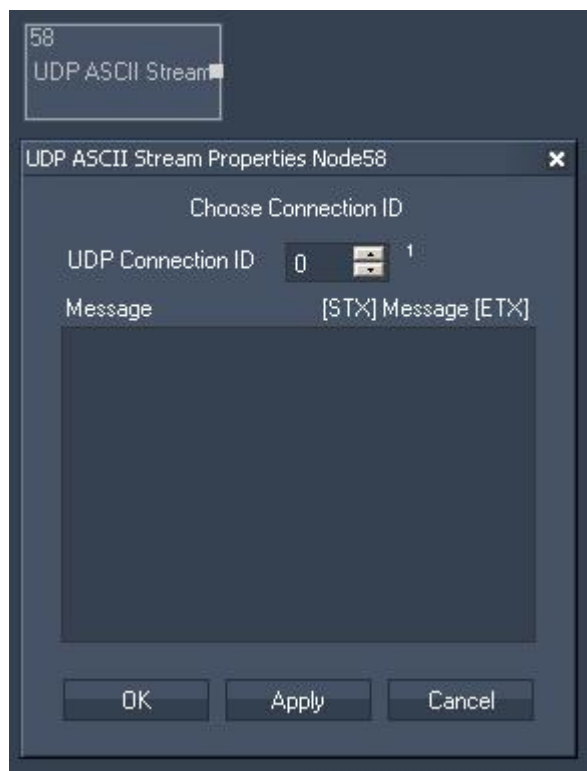 58
UDP ASCII Stream
UDP ASCII Stream Properties Node58
Choose Connection ID
UDP Connection ID 0 1
Message [STX] Message [ETX]
OK Apply Cancel